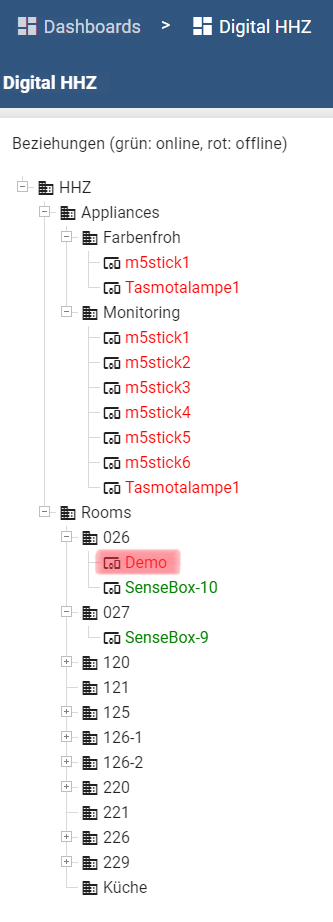 Dashboards > Digital HHZ
Digital HHZ
Beziehungen (grün: online, rot: offline)
HHZ
Appliances
Farbenfroh
m5stick1
Tasmotalampe1
Monitoring
m5stick1
m5stick2
m5stick3
m5stick4
m5stick5
m5stick6
Tasmotalampe1
Rooms
026
Demo
SenseBox-10
027
SenseBox-9
120
121
125
126-1
126-2
220
221
226
229
Küche